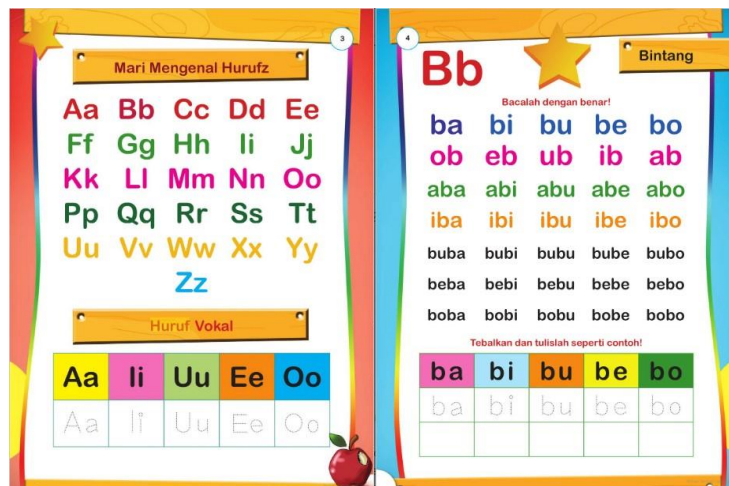 3
Mari Mengenal Hurufz
Aa Bb Cc Dd Ee
Ff Gg Hh Ii Jj
Kk Ll Mm Nn Oo
Pp Qq Rr Ss Tt
Uu Vv Ww Xx Yy
Zz
Huruf Vokal
Aa Ii Uu Ee Oo
Aa Ii Uu Ee Oo
4
Bb
Bintang
Bacalah dengan benar!
ba bi bu be bo
ob eb ub ib ab
aba abi abu abe abo
iba ibi ibu ibe ibo
buba bubi bubu bube bubo
beba bebi bebu bebe bebo
boba bobi bobu bobe bobo
Tebalkan dan tulislah seperti contoh!
ba bi bu be bo
ba bi bu be bo